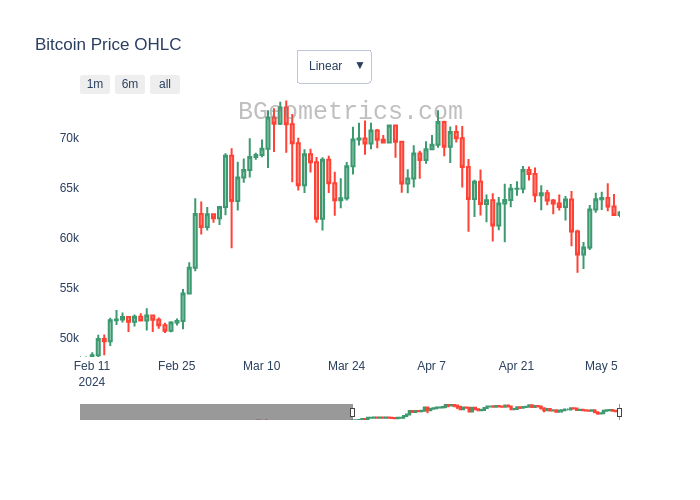 Bitcoin Price OHLC
Linear ▼
1m 6m all
BGeometrics.com
70k
65k
60k
55k
50k
Feb 11 Feb 25 Mar 10 Mar 24 Apr 7 Apr 21 May 5
2024